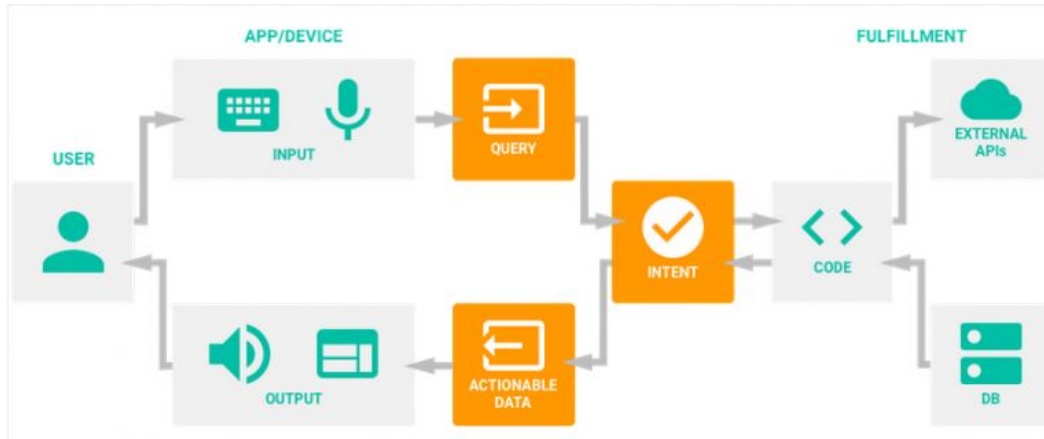 APP/DEVICE
FULFILLMENT
INPUT
QUERY
EXTERNAL
APIs
USER
INTENT
CODE
OUTPUT
ACTIONABLE
DATA
DB